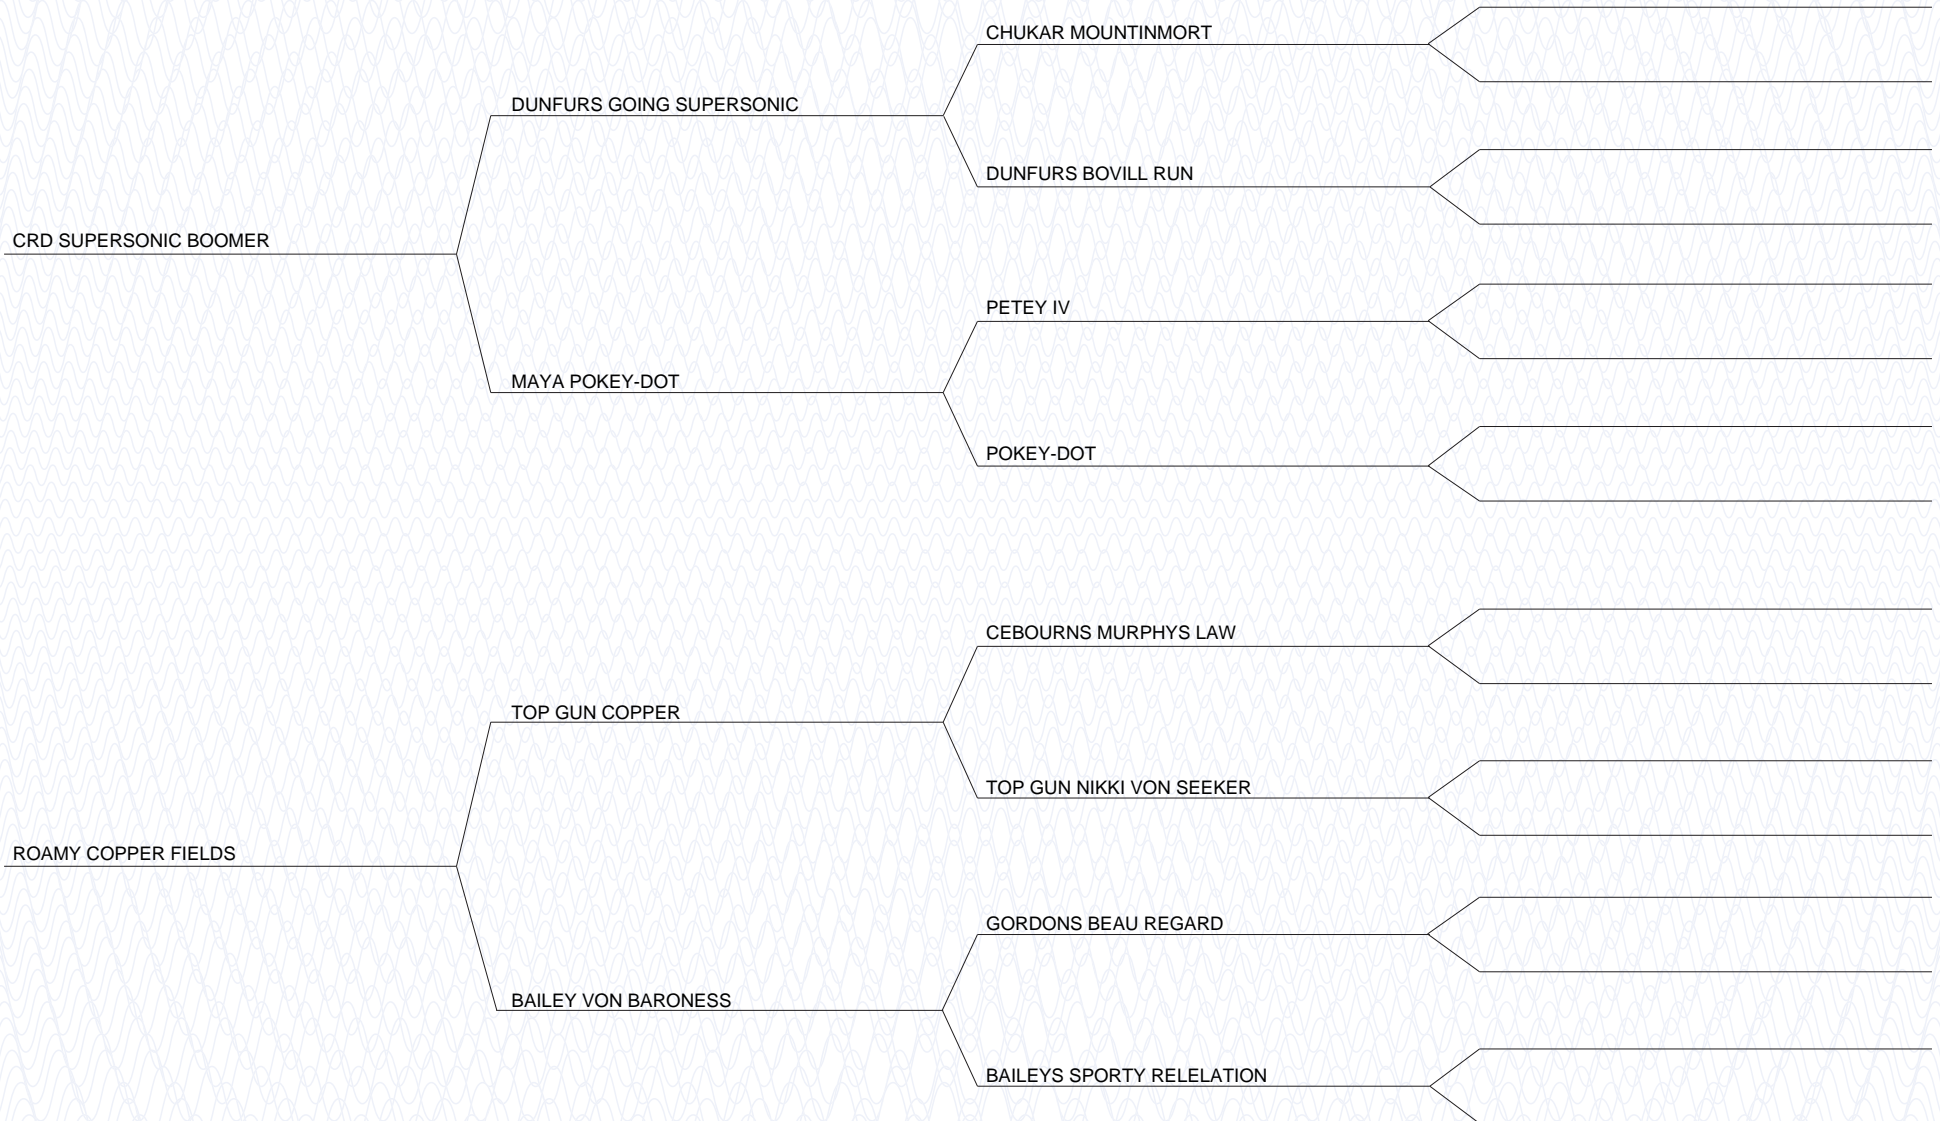 CHUKAR MOUNTINMORT
DUNFURS GOING SUPERSONIC
DUNFURS BOVILL RUN
CRD SUPERSONIC BOOMER
PETEY IV
MAYA POKEY-DOT
POKEY-DOT
CEBOURNS MURPHYS LAW
TOP GUN COPPER
TOP GUN NIKKI VON SEEKER
ROAMY COPPER FIELDS
GORDONS BEAU REGARD
BAILEY VON BARONESS
BAILEYS SPORTY RELELATION